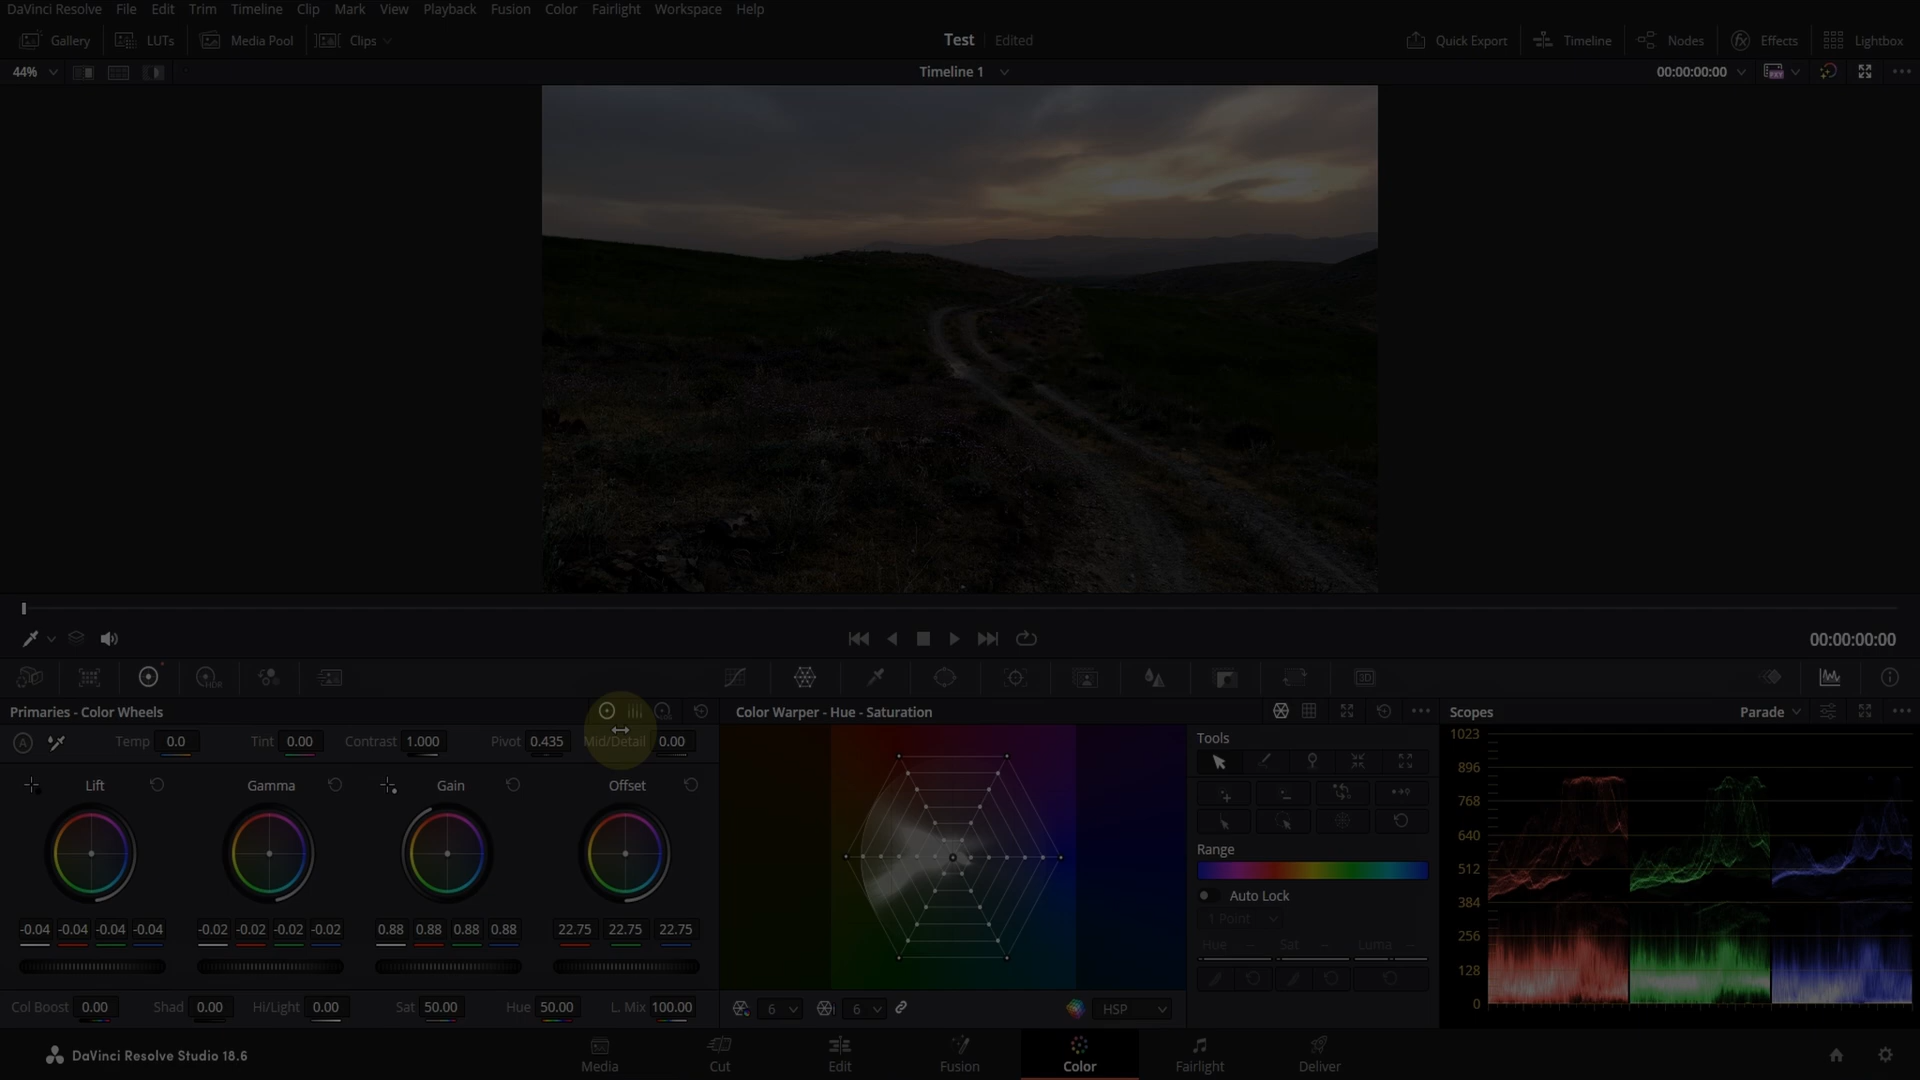 DaVinci Resolve File Edit Trim Timeline Clip Mark View Playback Fusion Color Fairlight Workspace Help
Gallery LUTs Media Pool Clips Test Edited Quick Export Timeline Nodes Effects Lightbox
44% Timeline 1 00:00:00:00
00:00:00:00
HDR 3D
Primaries - Color Wheels Color Warper - Hue - Saturation Scopes Parade
A Temp 0.0 Tint 0.00 Contrast 1.000 Pivot 0.435 Mid/Detail 0.00 Tools 1023
896
Lift Gamma Gain Offset
768
640
Range
512
Auto Lock
384
1 Point
-0.04 -0.04 -0.04 -0.04 -0.02 -0.02 -0.02 -0.02 0.88 0.88 0.88 0.88 22.75 22.75 22.75
256
Hue Sat Luma
128
Col Boost 0.00 Shad 0.00 Hi/Light 0.00 Sat 50.00 Hue 50.00 L. Mix 100.00 6 6 HSP 0
DaVinci Resolve Studio 18.6 Media Cut Edit Fusion Color Fairlight Deliver